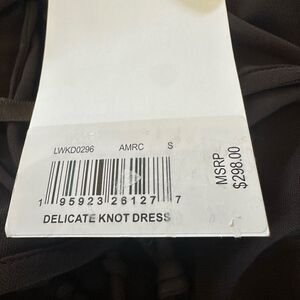 LWKD0296 AMRC S
1 95923 26127 7
DELICATE KNOT DRESS
MSRP
$298.00